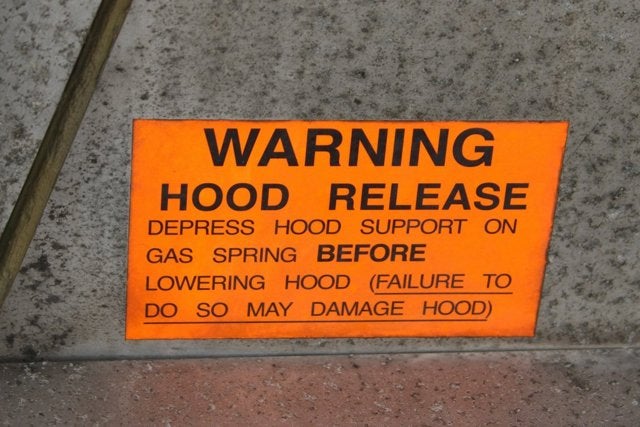 WARNING
HOOD RELEASE
DEPRESS HOOD SUPPORT ON
GAS SPRING BEFORE
LOWERING HOOD (FAILURE TO
DO SO MAY DAMAGE HOOD)